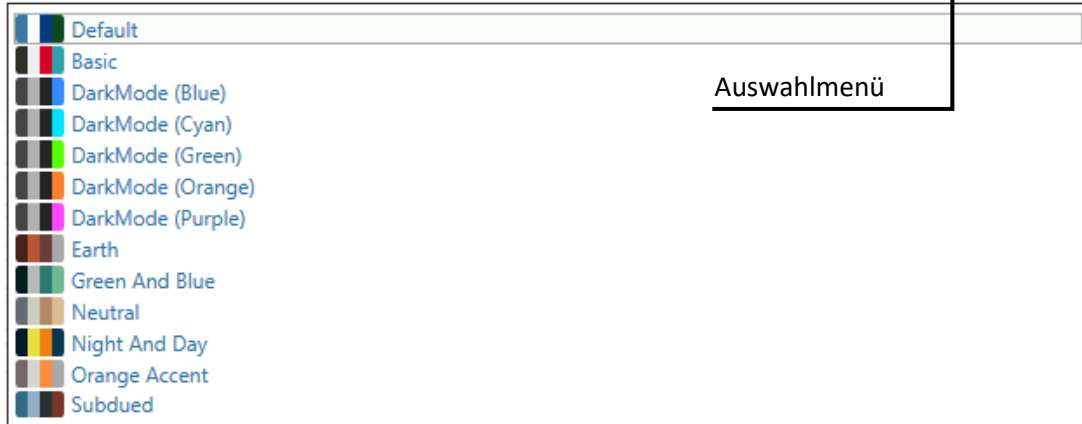 Default
Basic
DarkMode (Blue)
Auswahlmenü
DarkMode (Cyan)
DarkMode (Green)
DarkMode (Orange)
DarkMode (Purple)
Earth
Green And Blue
Neutral
Night And Day
Orange Accent
Subdued